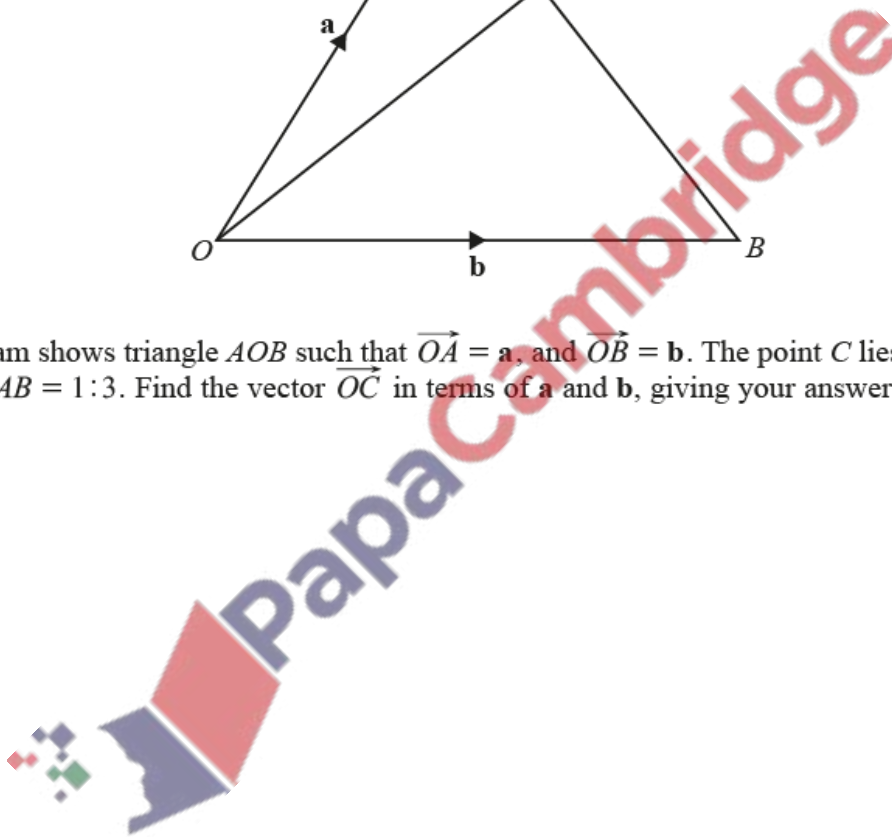 a
O
b
B
am shows triangle AOB such that OA = a, and OB = b. The point C lies
AB = 1:3. Find the vector OC in terms of a and b, giving your answer
PapaCambridge